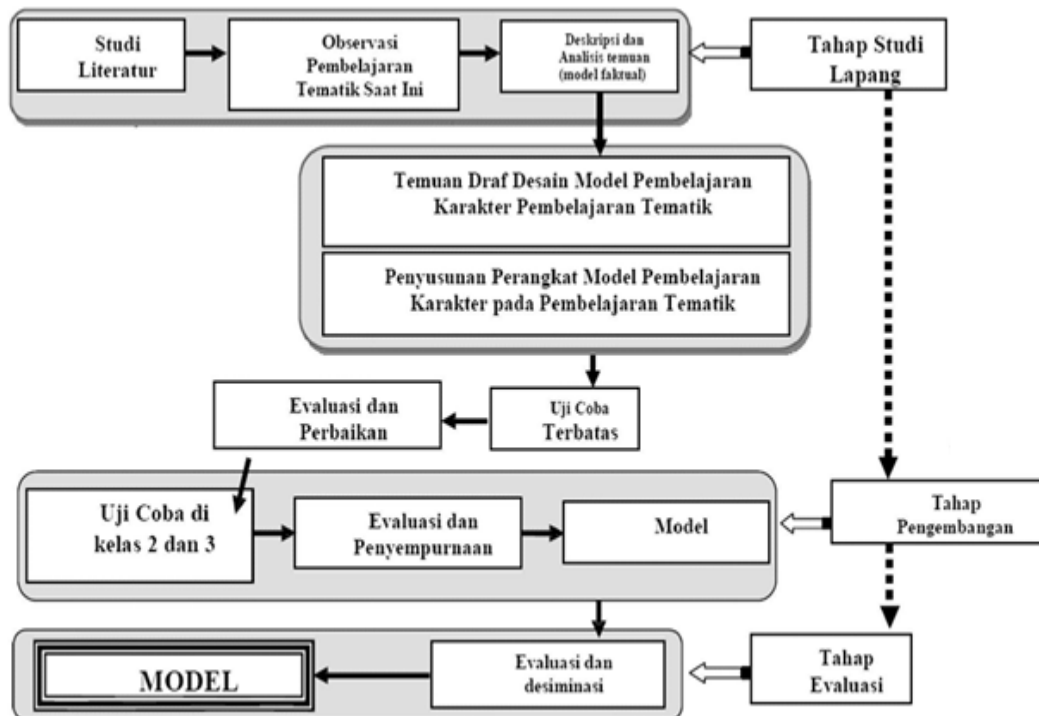 Studi
Literatur
Observasi
Pembelajaran
Tematik Saat Ini
Deskripsi dan
Analisis temuan
(model faktual)
Tahap Studi
Lapang
Temuan Draf Desain Model Pembelajaran
Karakter Pembelajaran Tematik
Penyusunan Perangkat Model Pembelajaran
Karakter pada Pembelajaran Tematik
Uji Coba
Terbatas
Evaluasi dan
Perbaikan
Uji Coba di
kelas 2 dan 3
Evaluasi dan
Penyempurnaan
Model
Tahap
Pengembangan
Evaluasi dan
desiminasi
MODEL
Tahap
Evaluasi